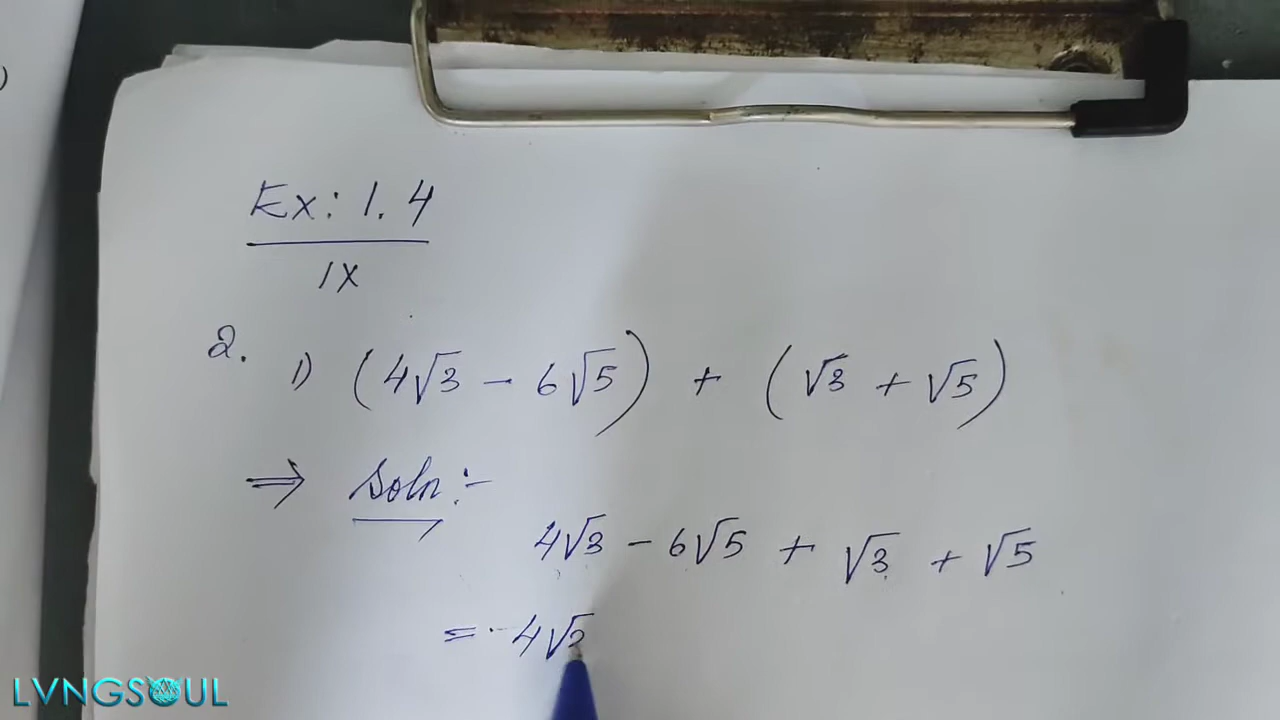 Ex: 1.4
IX
2. 1) (4√3 - 6√5) + (√3 + √5)
⇒ Soln :-
4√3 - 6√5 + √3 + √5
= 4√3
LVNGSOUL